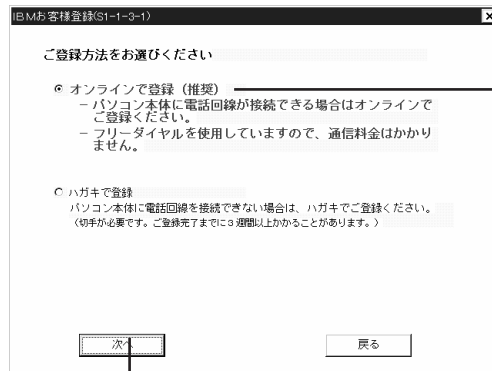 IBMお客様登録(S1-1-3-1)
ご登録方法をお選びください
オンラインで登録（推奨）
− パソコン本体に電話回線が接続できる場合はオンラインで
ご登録ください。
− フリーダイヤルを使用していますので、通信料金はかかり
ません。
ハガキで登録
パソコン本体に電話回線を接続できない場合は、ハガキでご登録ください。
（切手が必要です。ご登録完了までに３週間以上かかることがあります。）
次へ
戻る